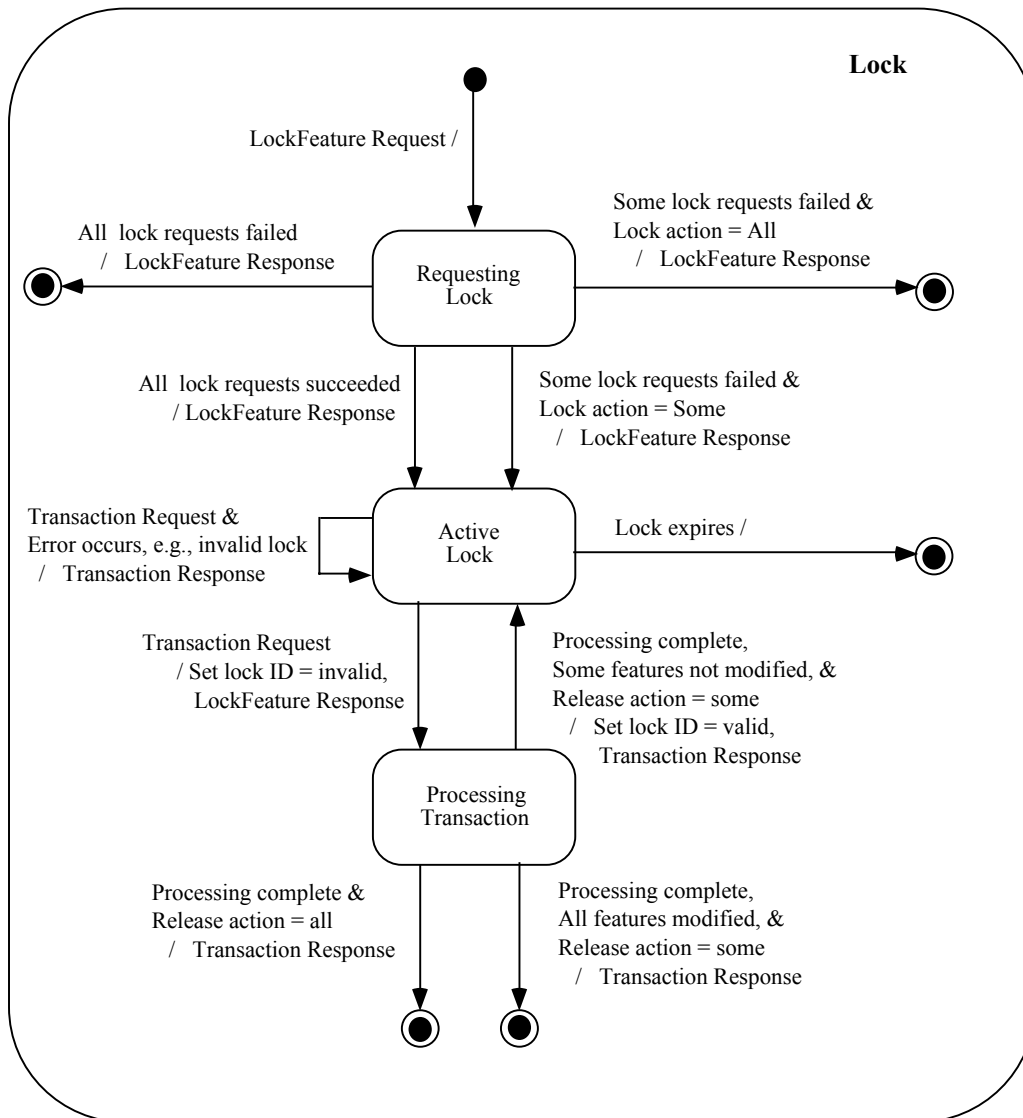 Lock
LockFeature Request /
Some lock requests failed &
Lock action = All
/ LockFeature Response
All lock requests failed
/ LockFeature Response
Requesting
Lock
All lock requests succeeded
/ LockFeature Response
Some lock requests failed &
Lock action = Some
/ LockFeature Response
Transaction Request &
Error occurs, e.g., invalid lock
/ Transaction Response
Active
Lock
Lock expires /
Transaction Request
/ Set lock ID = invalid,
LockFeature Response
Processing complete,
Some features not modified, &
Release action = some
/ Set lock ID = valid,
Transaction Response
Processing
Transaction
Processing complete &
Release action = all
/ Transaction Response
Processing complete,
All features modified, &
Release action = some
/ Transaction Response